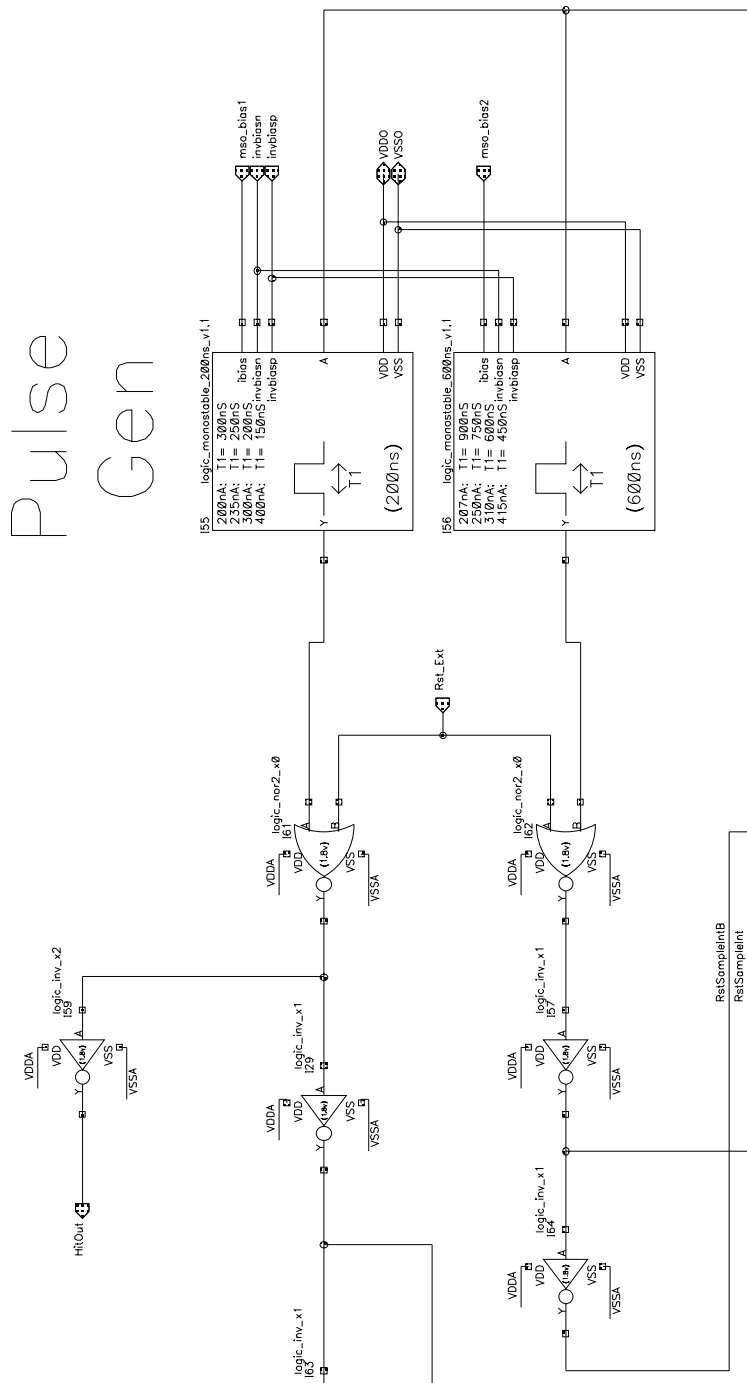 Pulse
Gen
mso_bias1
invbiasn
invbiasp
VDDO
VSSO
mso_bias2
I55
logic_monostable_200ns_v1.1
200nA; T1= 300nS
235nA; T1= 250nS
300nA; T1= 200nS
400nA; T1= 150nS
ibias
invbiasn
invbiasp
A
VDD
VSS
Y
T1
(200ns)
I56
logic_monostable_600ns_v1.1
207nA; T1= 900nS
250nA; T1= 750nS
310nA; T1= 600nS
415nA; T1= 450nS
ibias
invbiasn
invbiasp
A
VDD
VSS
Y
T1
(600ns)
Rst_Ext
logic_nor2_x0
I61
A
B
VDD
VSS
VDDA
VSSA
(1.8v)
Y
logic_nor2_x0
I62
A
B
VDD
VSS
VDDA
VSSA
(1.8v)
Y
logic_inv_x2
I59
A
VDD
VSS
VDDA
VSSA
(1.8v)
Y
HitOut
logic_inv_x1
I29
A
VDD
VSS
VDDA
VSSA
(1.8v)
Y
logic_inv_x1
I57
A
VDD
VSS
VDDA
VSSA
(1.8v)
Y
logic_inv_x1
I64
A
VDD
VSS
VDDA
VSSA
(1.8v)
Y
logic_inv_x1
I63
RstSampleIntB
RstSampleInt